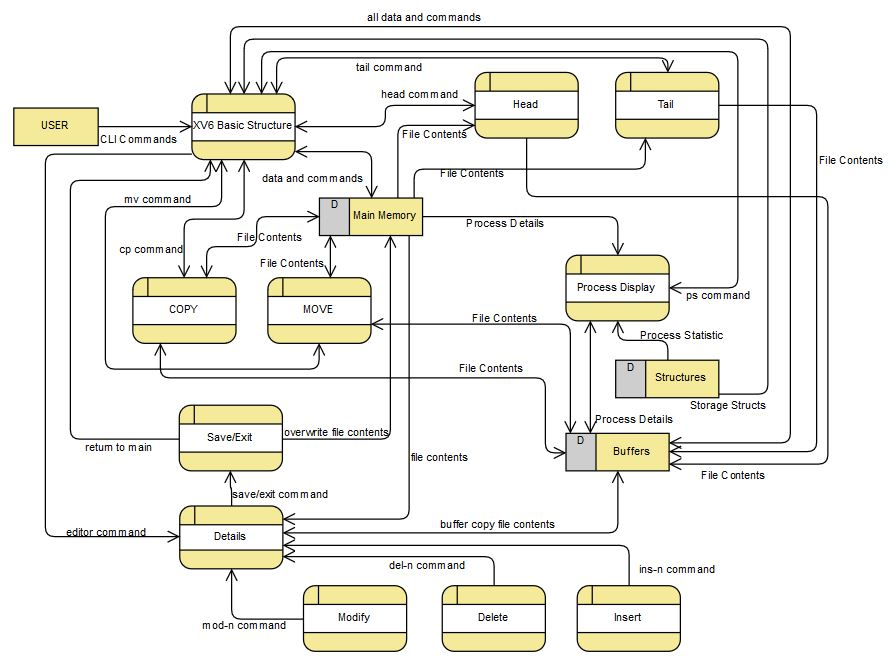 all data and commands
tail command
head command
Head
Tail
USER
XV6 Basic Structure
CLI Commands
File Contents
File Contents
File Contents
data and commands
mv command
D
Main Memory
Process Details
File Contents
cp command
File Contents
Process Display
ps command
COPY
MOVE
File Contents
Process Statistic
File Contents
D
Structures
Storage Structs
Process Details
Save/Exit
overwrite file contents
D
Buffers
return to main
file contents
File Contents
save/exit command
buffer copy file contents
editor command
Details
del-n command
ins-n command
mod-n command
Modify
Delete
Insert